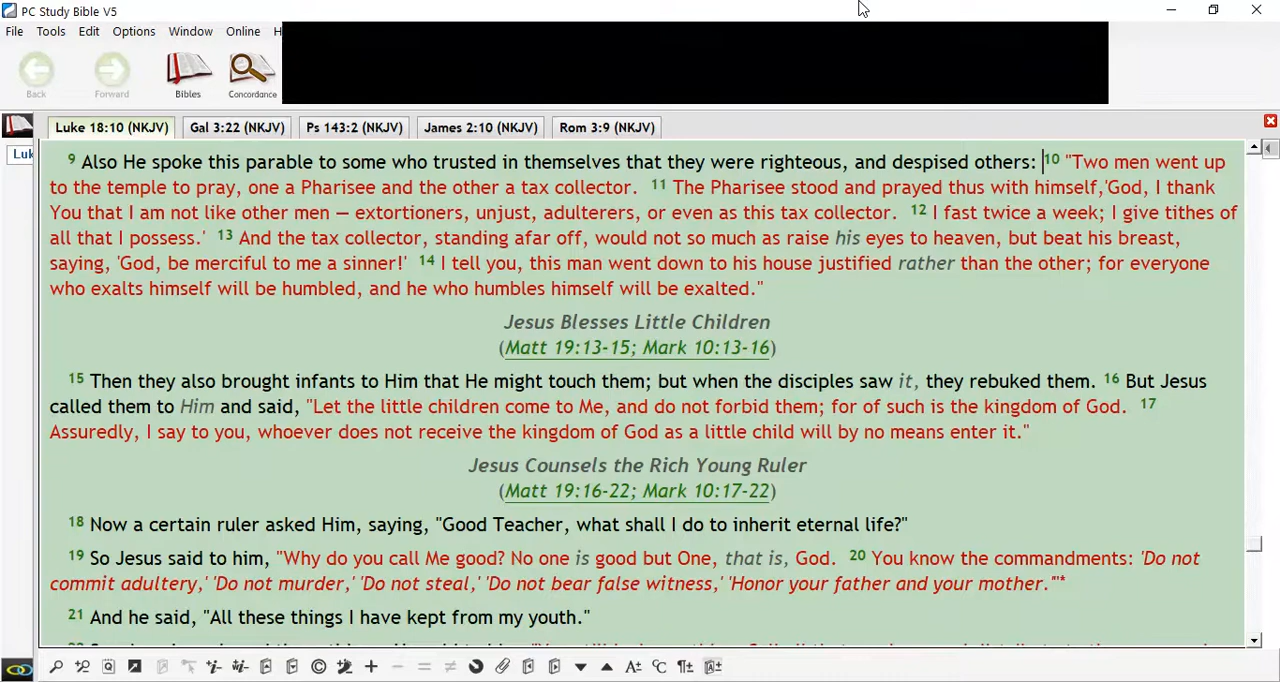 PC Study Bible V5
File Tools Edit Options Window Online H
Back Forward Bibles Concordance
Luke 18:10 (NKJV) Gal 3:22 (NKJV) Ps 143:2 (NKJV) James 2:10 (NKJV) Rom 3:9 (NKJV)
Luk
9 Also He spoke this parable to some who trusted in themselves that they were righteous, and despised others: 10 "Two men went up
to the temple to pray, one a Pharisee and the other a tax collector. 11 The Pharisee stood and prayed thus with himself,'God, I thank
You that I am not like other men — extortioners, unjust, adulterers, or even as this tax collector. 12 I fast twice a week; I give tithes of
all that I possess.' 13 And the tax collector, standing afar off, would not so much as raise his eyes to heaven, but beat his breast,
saying, 'God, be merciful to me a sinner!' 14 I tell you, this man went down to his house justified rather than the other; for everyone
who exalts himself will be humbled, and he who humbles himself will be exalted."
Jesus Blesses Little Children
(Matt 19:13-15; Mark 10:13-16)
15 Then they also brought infants to Him that He might touch them; but when the disciples saw it, they rebuked them. 16 But Jesus
called them to Him and said, "Let the little children come to Me, and do not forbid them; for of such is the kingdom of God. 17
Assuredly, I say to you, whoever does not receive the kingdom of God as a little child will by no means enter it."
Jesus Counsels the Rich Young Ruler
(Matt 19:16-22; Mark 10:17-22)
18 Now a certain ruler asked Him, saying, "Good Teacher, what shall I do to inherit eternal life?"
19 So Jesus said to him, "Why do you call Me good? No one is good but One, that is, God. 20 You know the commandments: 'Do not
commit adultery,' 'Do not murder,' 'Do not steal,' 'Do not bear false witness,' 'Honor your father and your mother.'"*
21 And he said, "All these things I have kept from my youth."